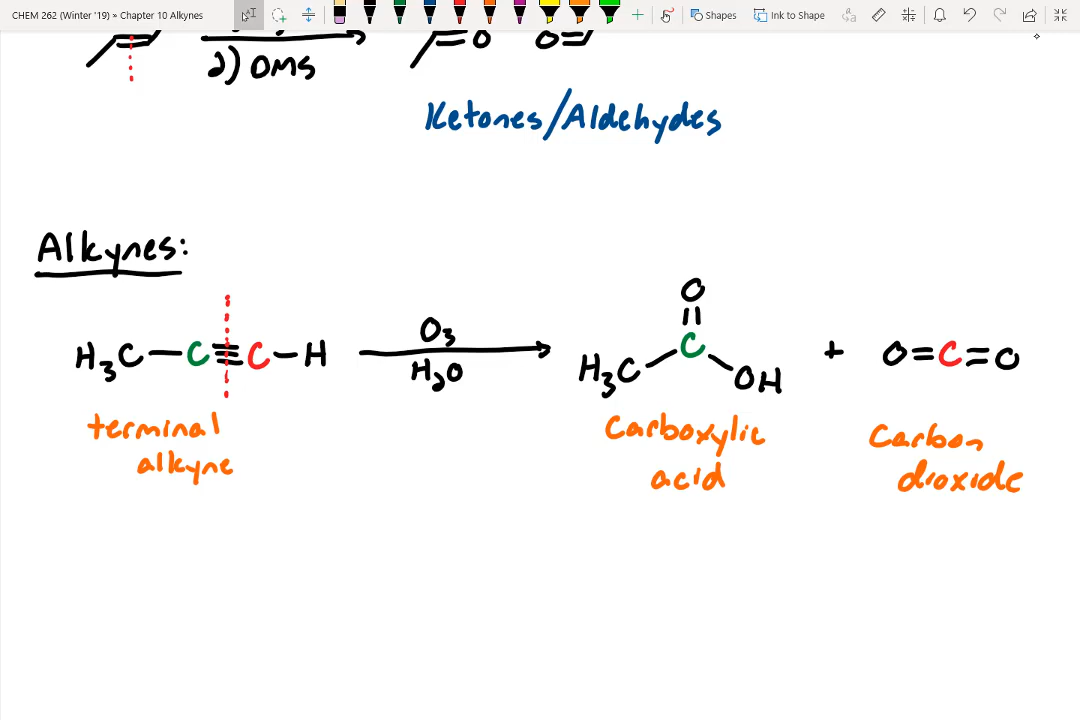 CHEM 262 (Winter '19) » Chapter 10 Alkynes
Shapes
Ink to Shape
2) DMS
O O=
Ketones/Aldehydes
Alkynes:
H₃C—C≡C—H
O₃
H₂O
O
H₃C C OH
+
O=C=O
terminal
alkyne
Carboxylic
acid
Carbon
dioxide